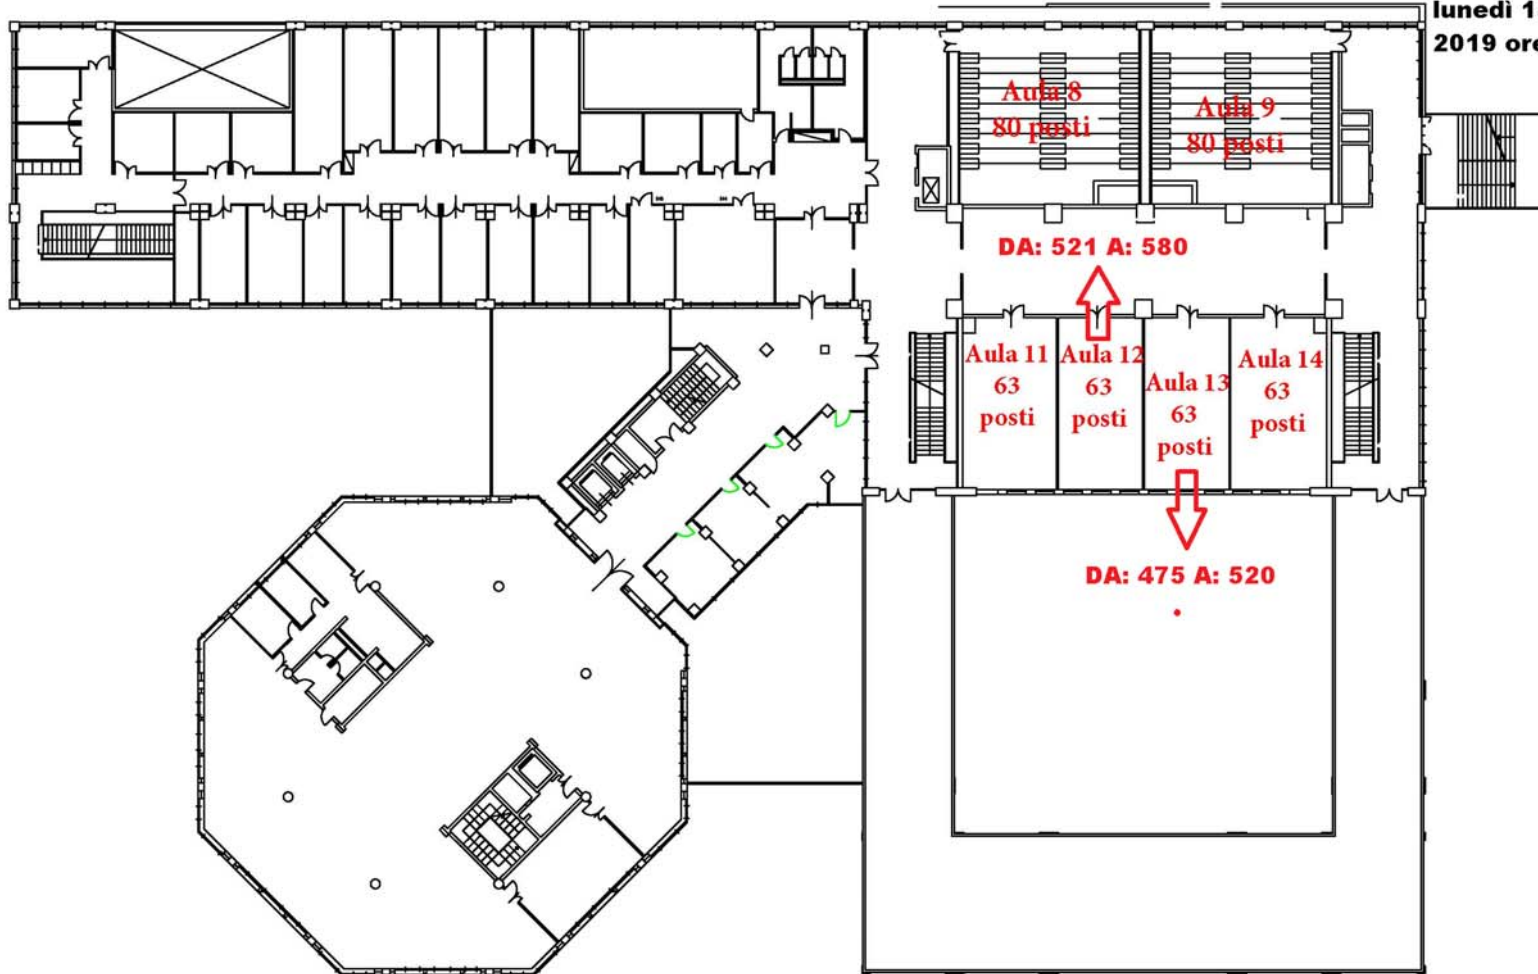 lunedì 1
2019 ore
Aula 8
80 posti
Aula 9
80 posti
DA: 521 A: 580
Aula 11
63
posti
Aula 12
63
posti
Aula 13
63
posti
Aula 14
63
posti
DA: 475 A: 520